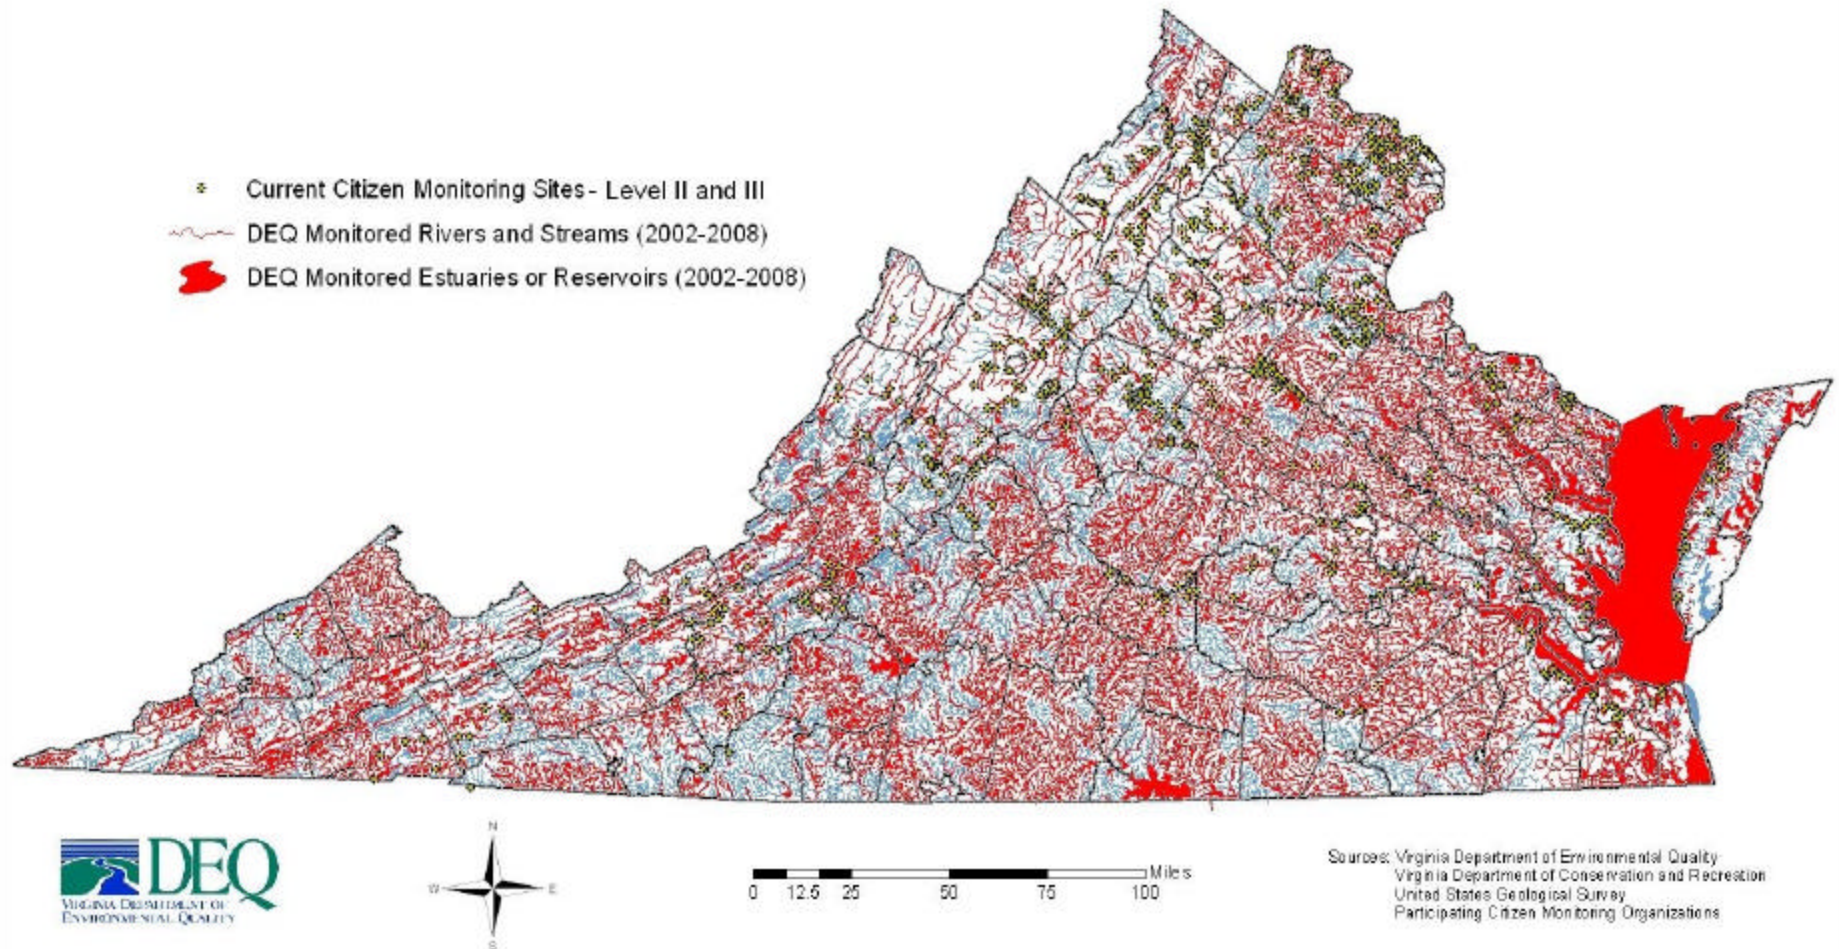 Current Citizen Monitoring Sites - Level II and III
DEQ Monitored Rivers and Streams (2002-2008)
DEQ Monitored Estuaries or Reservoirs (2002-2008)
DEQ
VIRGINIA DEPARTMENT OF
ENVIRONMENTAL QUALITY
N
W
E
S
Miles
0 12.5 25 50 75 100
Sources: Virginia Department of Environmental Quality
Virginia Department of Conservation and Recreation
United States Geological Survey
Participating Citizen Monitoring Organizations